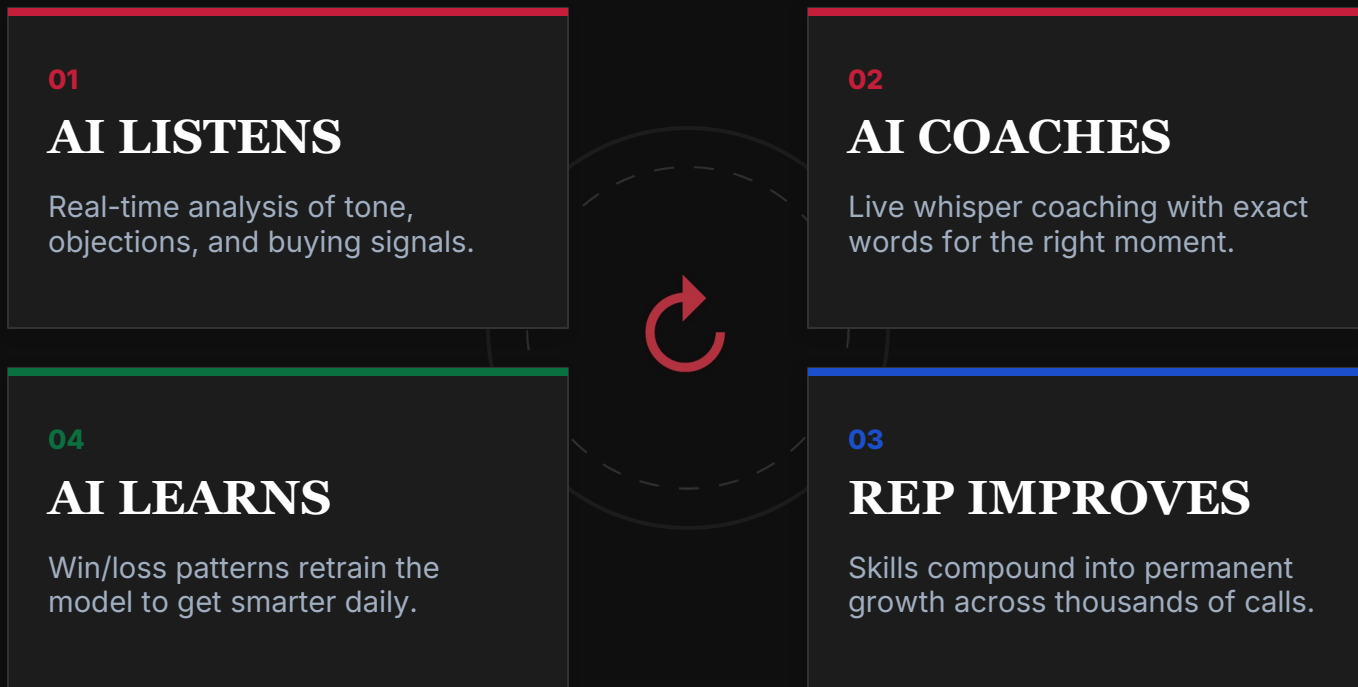 01
AI LISTENS
Real-time analysis of tone,
objections, and buying signals.
02
AI COACHES
Live whisper coaching with exact
words for the right moment.
04
AI LEARNS
Win/loss patterns retrain the
model to get smarter daily.
03
REP IMPROVES
Skills compound into permanent
growth across thousands of calls.